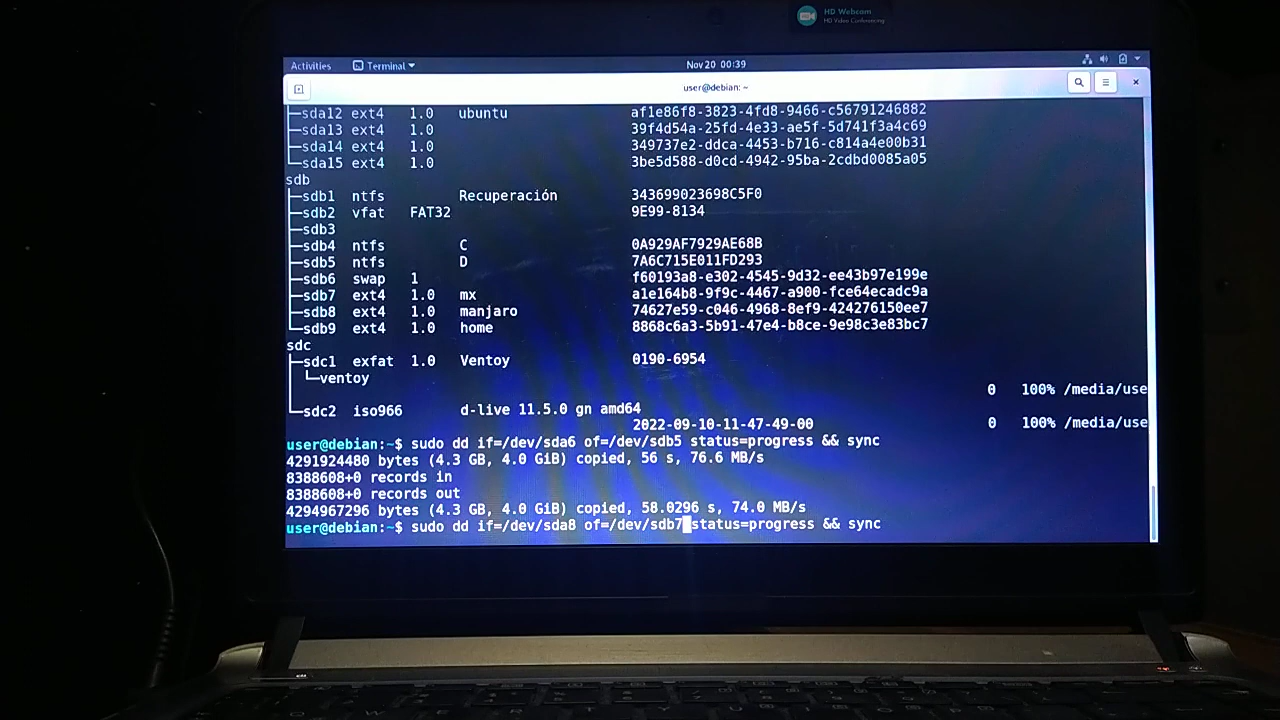 HD Webcam
HD Video Conferencing
Activities Terminal Nov 20 00:39
user@debian: ~
├─sda12 ext4 1.0 ubuntu af1e86f8-3823-4fd8-9466-c56791246882
├─sda13 ext4 1.0 39f4d54a-25fd-4e33-ae5f-5d741f3a4c69
├─sda14 ext4 1.0 349737e2-ddca-4453-b716-c814a4e00b31
└─sda15 ext4 1.0 3be5d588-d0cd-4942-95ba-2cdbd0085a05
sdb
├─sdb1 ntfs Recuperación 343699023698C5F0
├─sdb2 vfat FAT32 9E99-8134
├─sdb3
├─sdb4 ntfs C 0A929AF7929AE68B
├─sdb5 ntfs D 7A6C715E011FD293
├─sdb6 swap 1 f60193a8-e302-4545-9d32-ee43b97e199e
├─sdb7 ext4 1.0 mx a1e164b8-9f9c-4467-a900-fce64ecadc9a
├─sdb8 ext4 1.0 manjaro 74627e59-c046-4968-8ef9-424276150ee7
└─sdb9 ext4 1.0 home 8868c6a3-5b91-47e4-b8ce-9e98c3e83bc7
sdc
├─sdc1 exfat 1.0 Ventoy 0190-6954
│ └─ventoy
0 100% /media/use
└─sdc2 iso966 d-live 11.5.0 gn amd64
2022-09-10-11-47-49-00 0 100% /media/use
user@debian:~$ sudo dd if=/dev/sda6 of=/dev/sdb5 status=progress && sync
4291924480 bytes (4.3 GB, 4.0 GiB) copied, 56 s, 76.6 MB/s
8388608+0 records in
8388608+0 records out
4294967296 bytes (4.3 GB, 4.0 GiB) copied, 58.0296 s, 74.0 MB/s
user@debian:~$ sudo dd if=/dev/sda8 of=/dev/sdb7 status=progress && sync